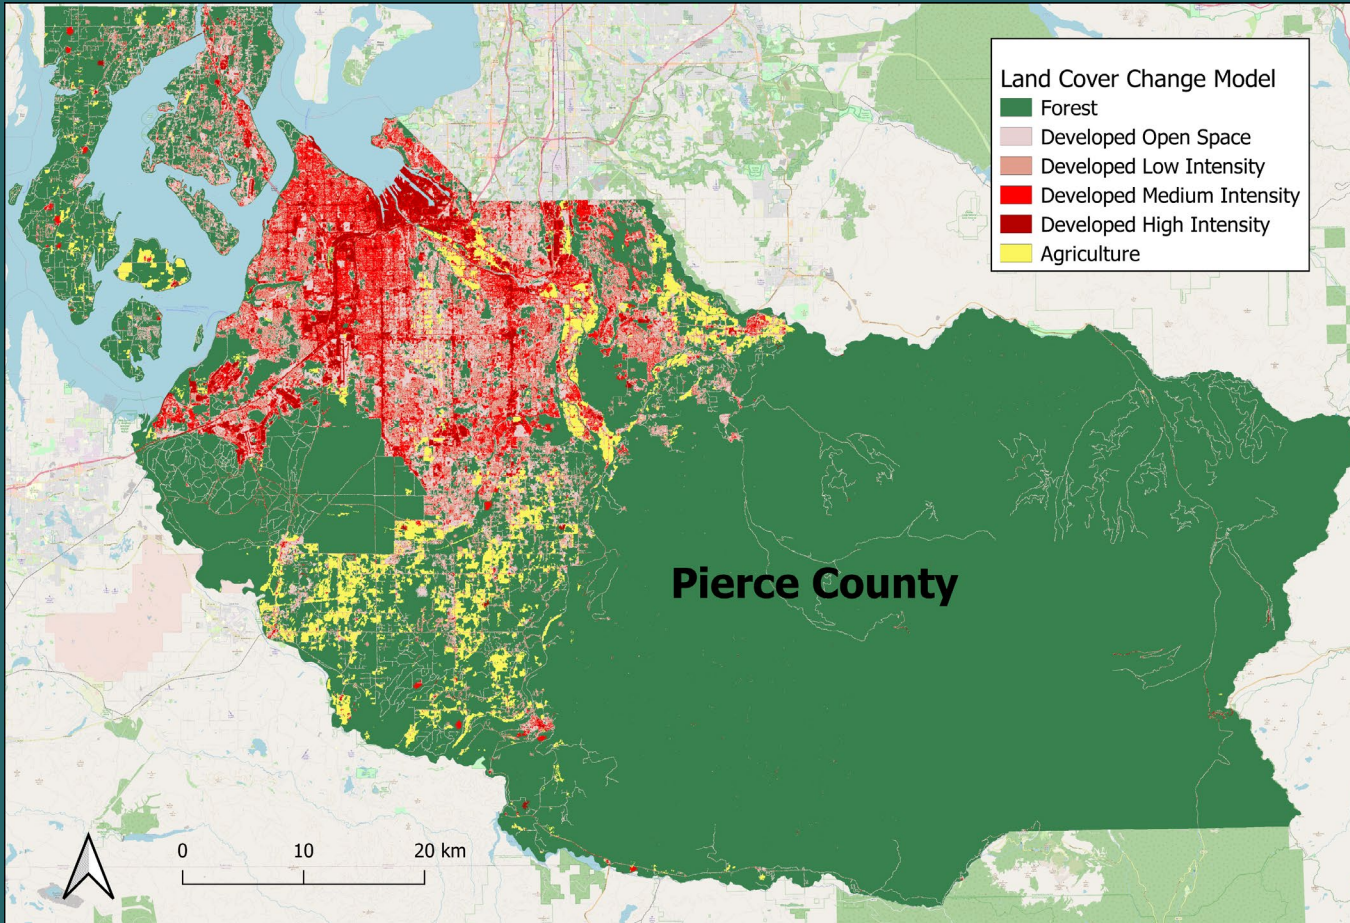 Land Cover Change Model
Forest
Developed Open Space
Developed Low Intensity
Developed Medium Intensity
Developed High Intensity
Agriculture
Pierce County
0 10 20 km